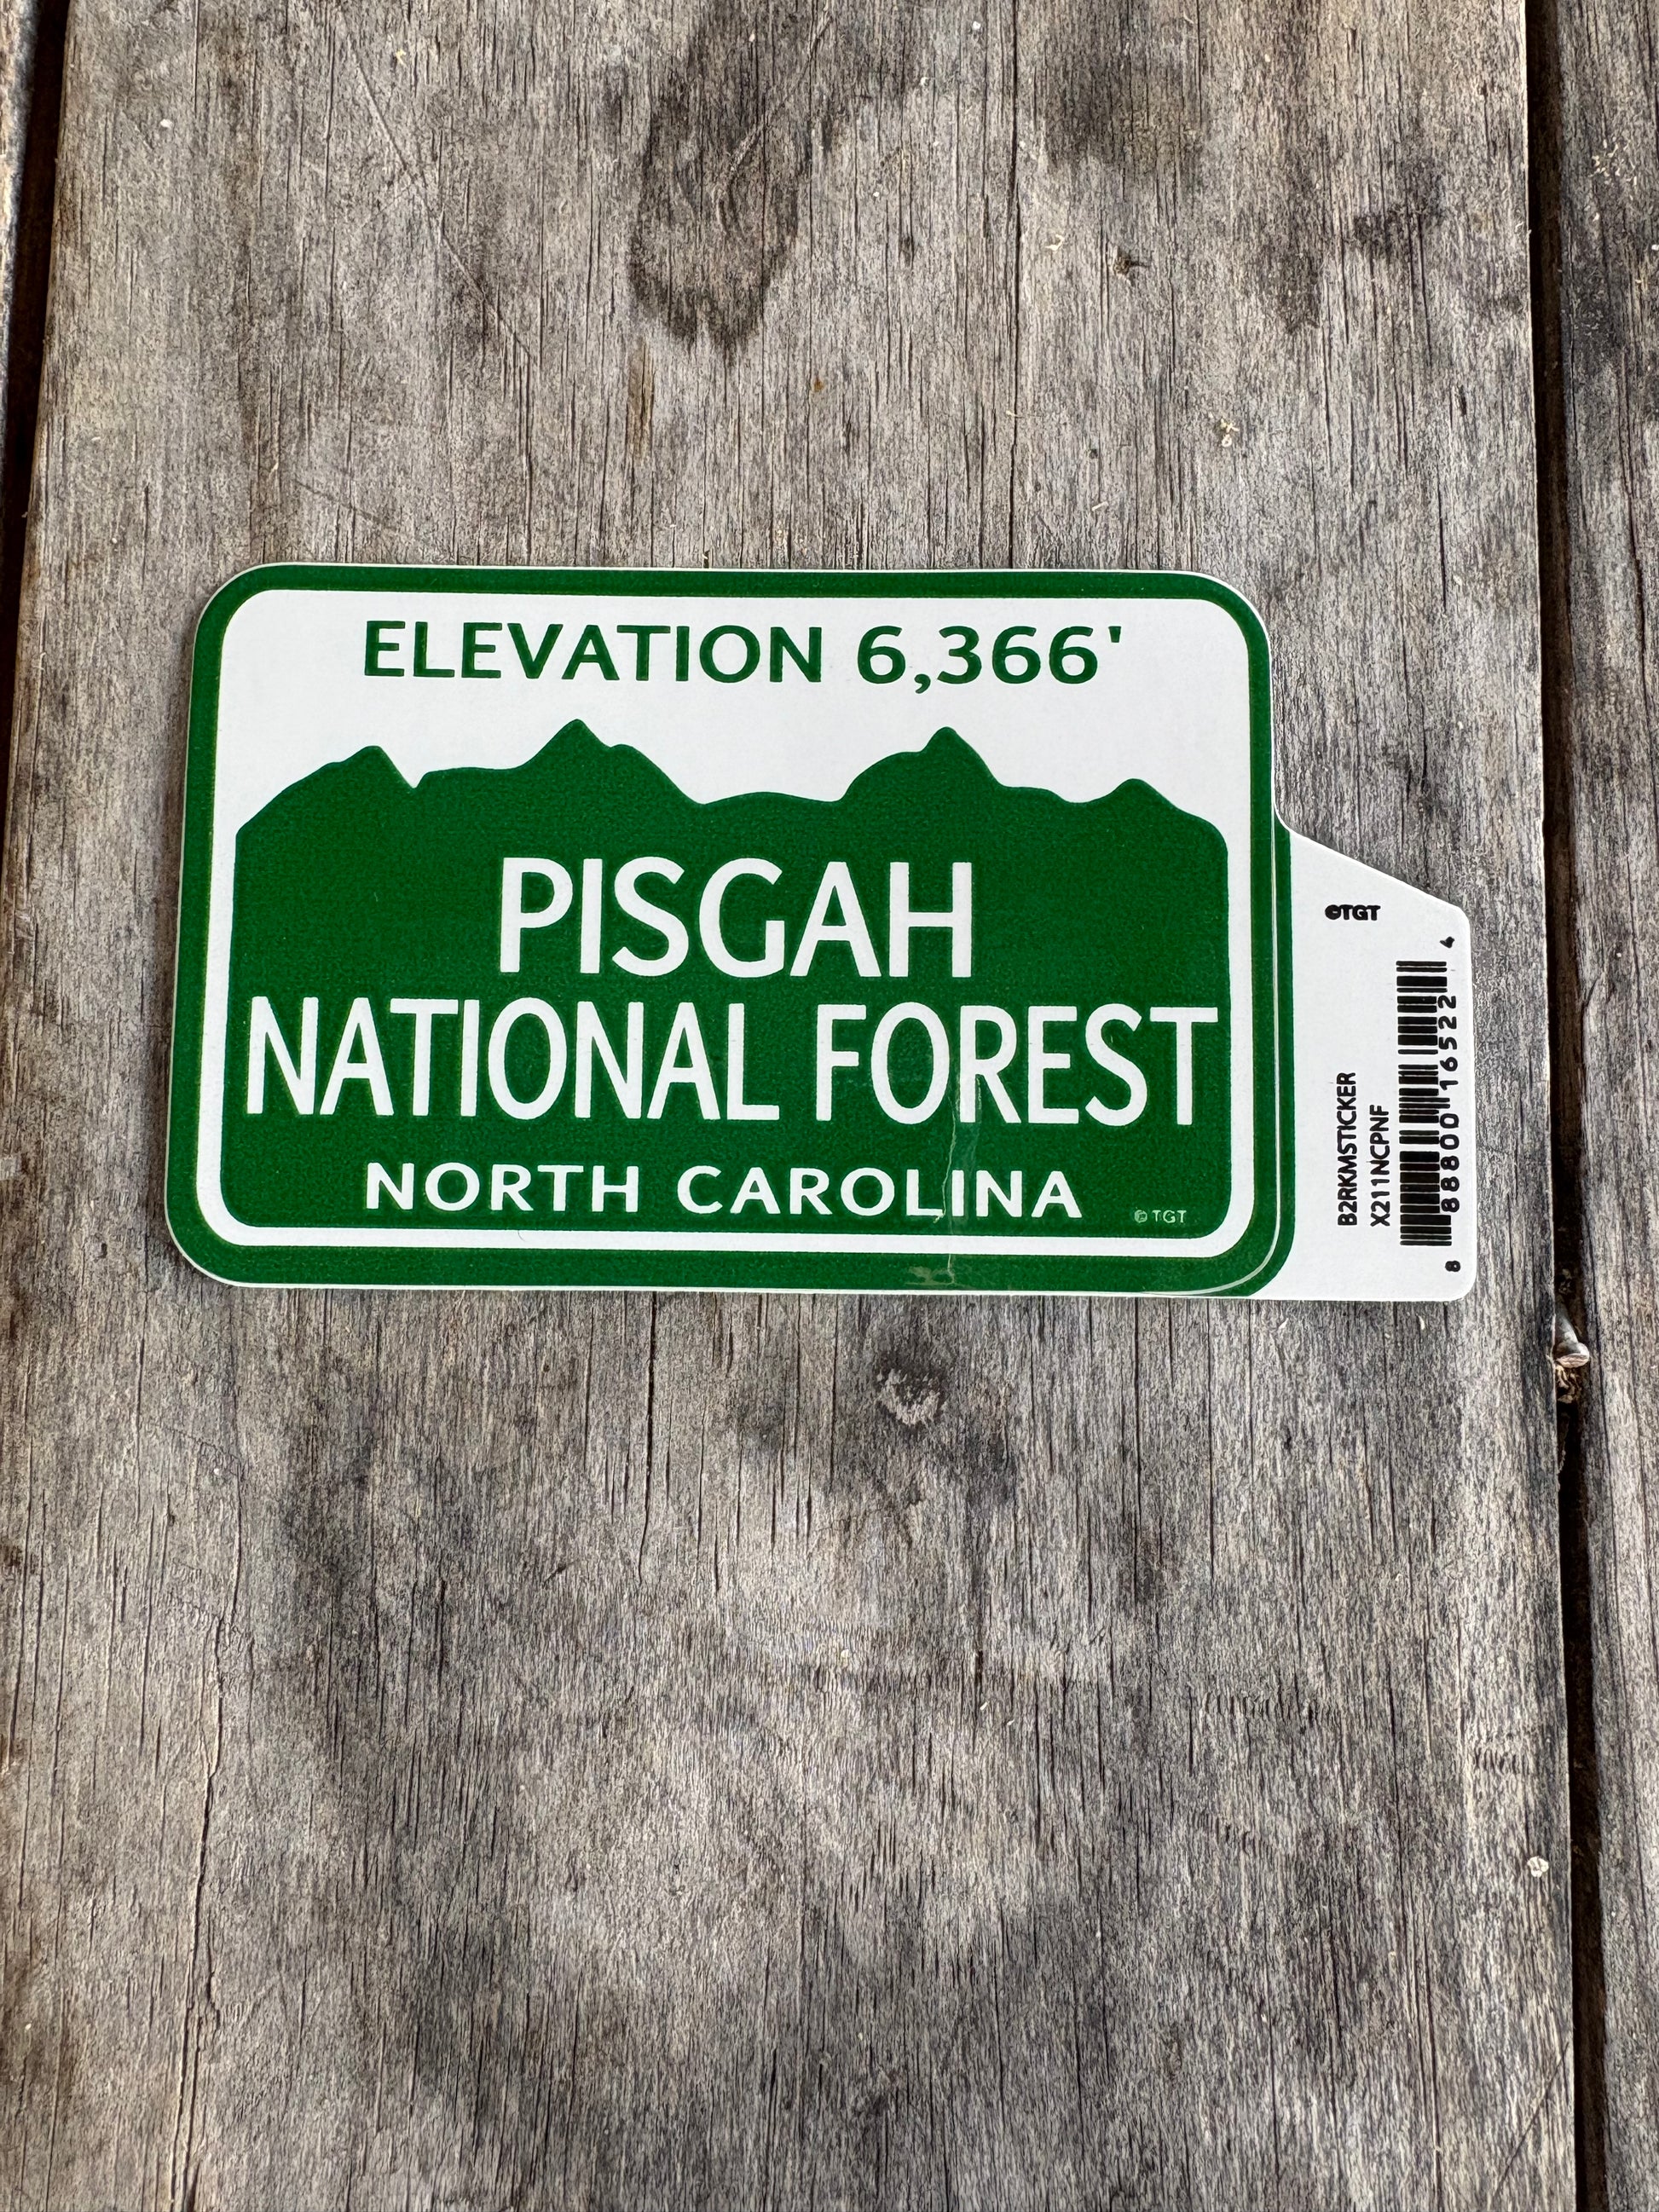 ELEVATION 6,366'
PISGAH
NATIONAL FOREST
NORTH CAROLINA
©TGT
©TGT
B2RKMSTICKER
X211NCPNF
8 88800 16522 4